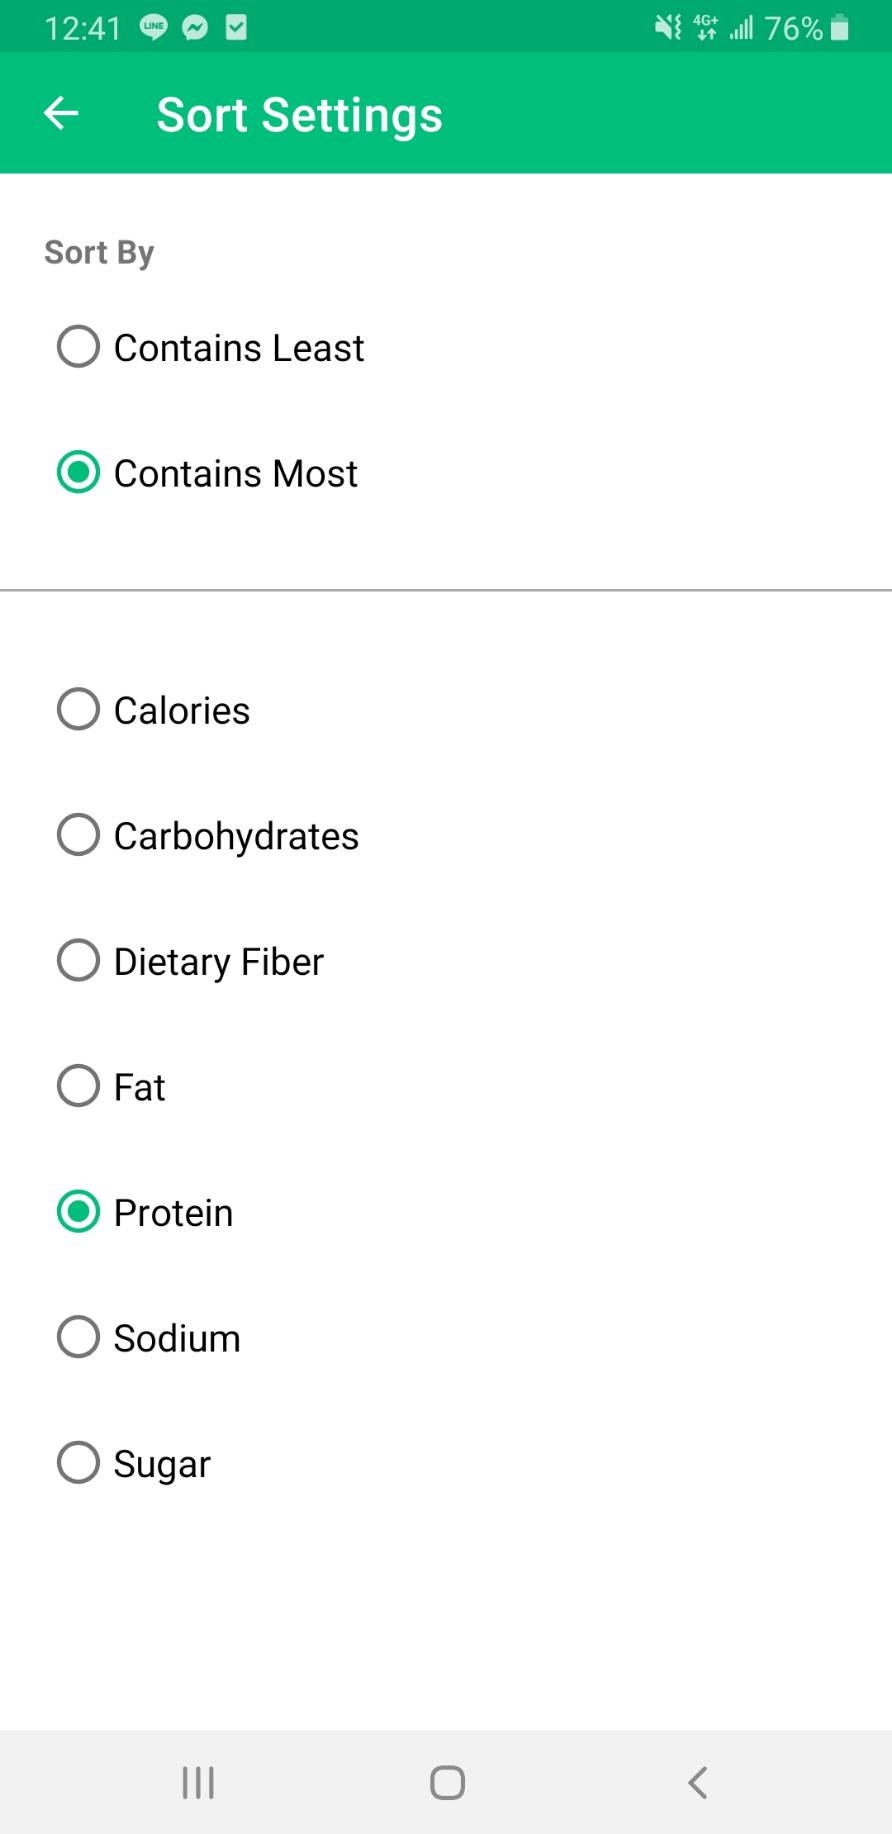 12:41 LINE 4G+ 76%
Sort Settings
Sort By
Contains Least
Contains Most
Calories
Carbohydrates
Dietary Fiber
Fat
Protein
Sodium
Sugar